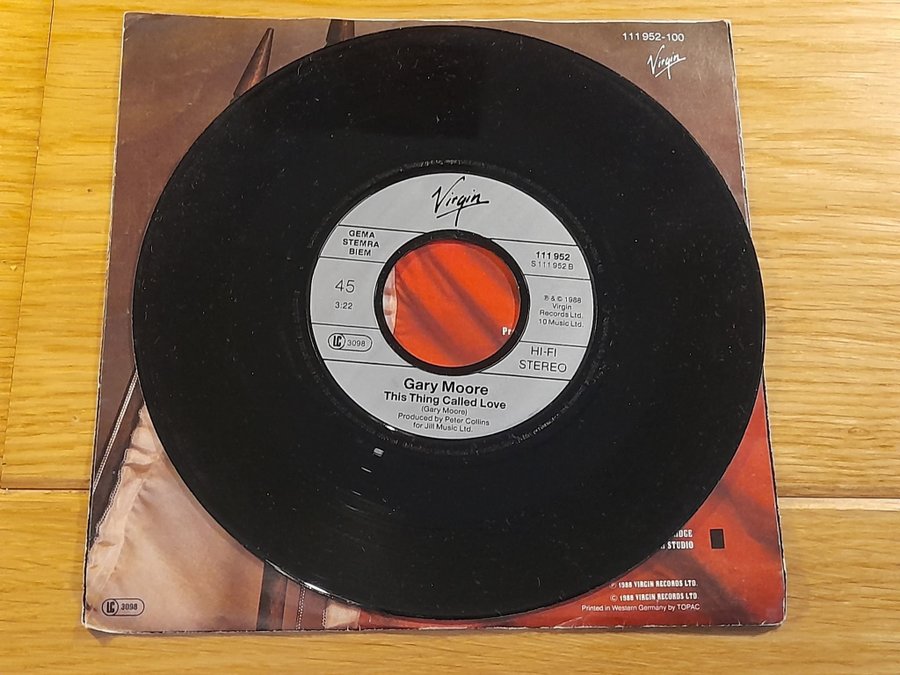 111952-100
Virgin
Virgin
GEMA
STEMRA
BIEM
111 952
S 111 952 B
45
3:22
℗ & © 1988
Virgin
Records Ltd.
10 Music Ltd.
LC 3098
HI-FI
STEREO
Pr
Gary Moore
This Thing Called Love
(Gary Moore)
Produced by Peter Collins
for Jill Music Ltd.
STUDIO
℗ 1988 VIRGIN RECORDS LTD.
© 1988 VIRGIN RECORDS LTD.
Printed in Western Germany by TOPAC
LC 3098